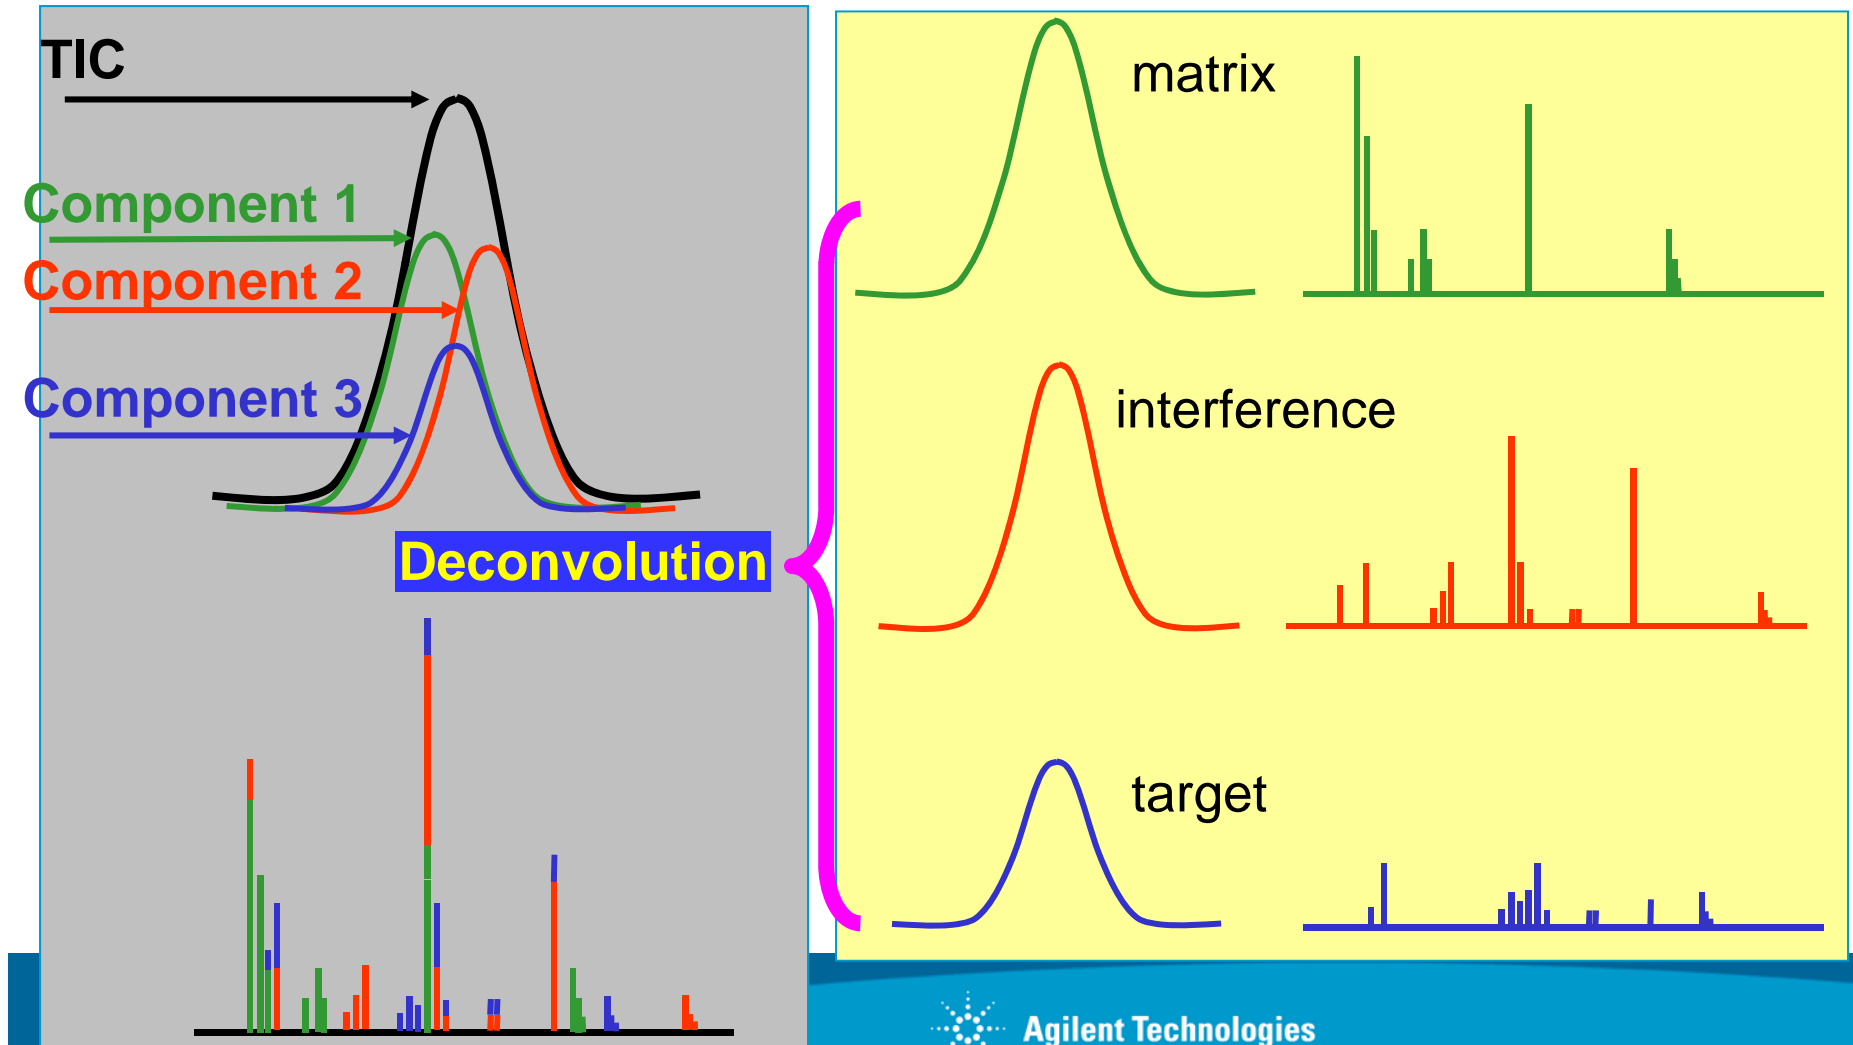 TIC
Component 1
Component 2
Component 3
Deconvolution
matrix
interference
target
Agilent Technologies